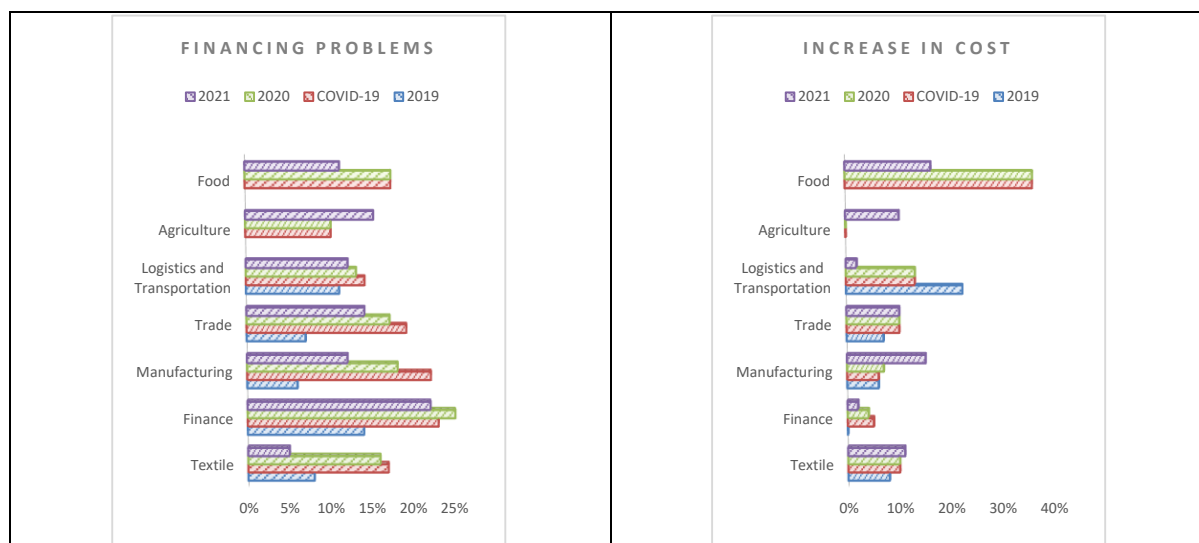 FINANCING PROBLEMS
2021 2020 COVID-19 2019
Food
Agriculture
Logistics and
Transportation
Trade
Manufacturing
Finance
Textile
0% 5% 10% 15% 20% 25%
INCREASE IN COST
2021 2020 COVID-19 2019
Food
Agriculture
Logistics and
Transportation
Trade
Manufacturing
Finance
Textile
0% 10% 20% 30% 40%